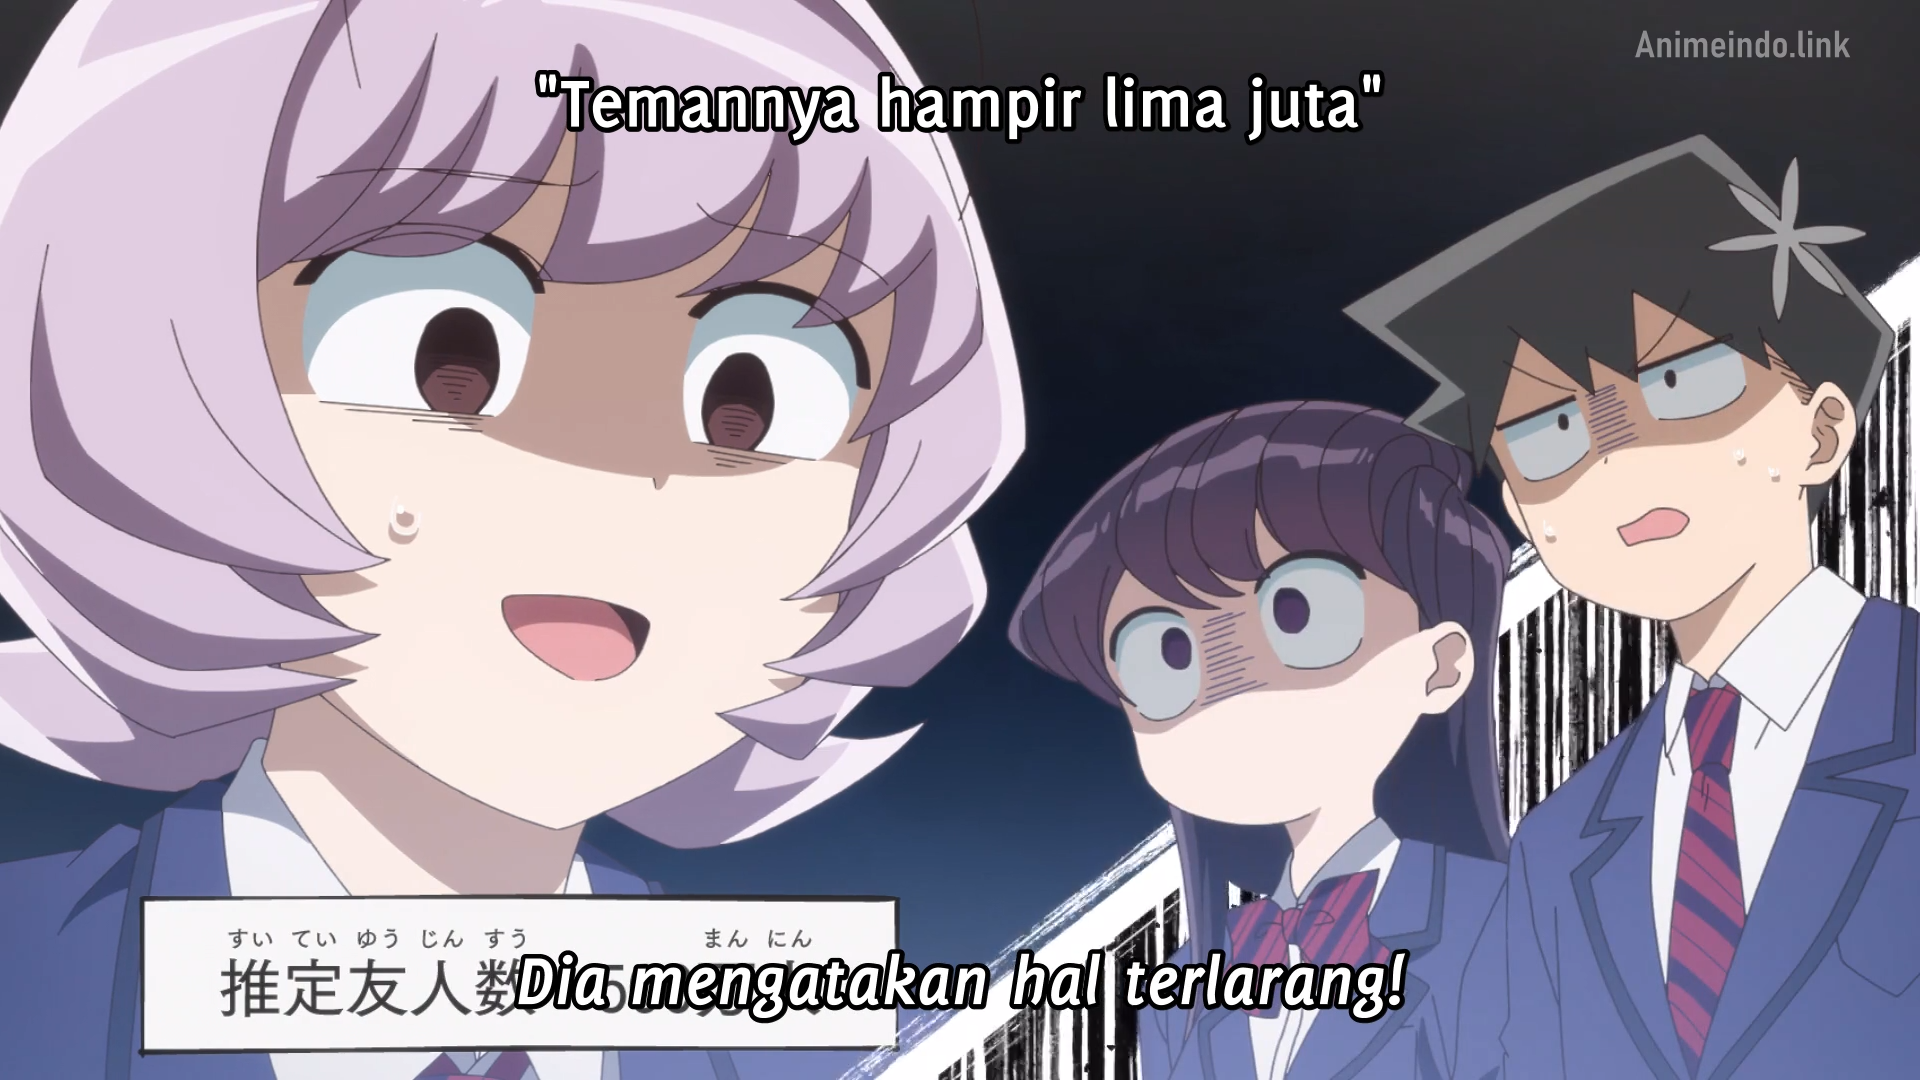 Animeindo.link
"Temannya hampir lima juta"
すい てい ゆう じん すう まん にん
推定友人数
Dia mengatakan hal terlarang!